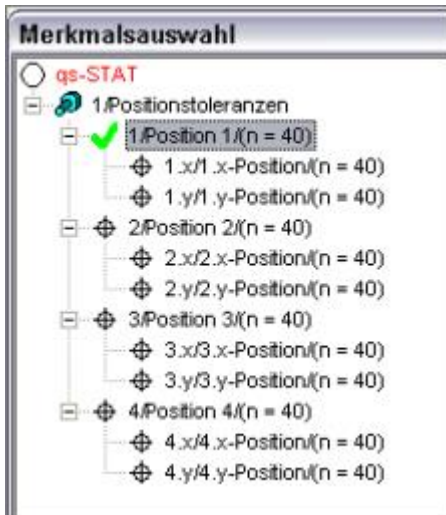 Merkmalsauswahl
qs-STAT
1/Positionstoleranzen
1/Position 1/(n = 40)
1.x/1.x-Position/(n = 40)
1.y/1.y-Position/(n = 40)
2/Position 2/(n = 40)
2.x/2.x-Position/(n = 40)
2.y/2.y-Position/(n = 40)
3/Position 3/(n = 40)
3.x/3.x-Position/(n = 40)
3.y/3.y-Position/(n = 40)
4/Position 4/(n = 40)
4.x/4.x-Position/(n = 40)
4.y/4.y-Position/(n = 40)